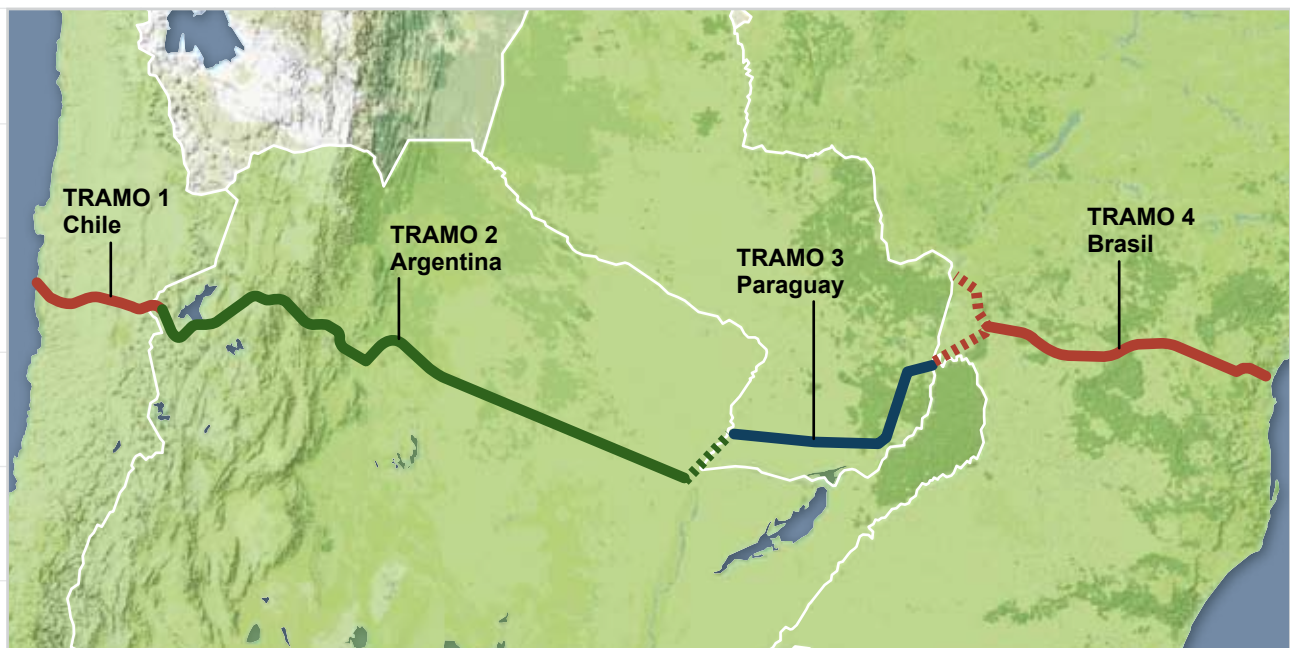 TRAMO 1
Chile
TRAMO 2
Argentina
TRAMO 3
Paraguay
TRAMO 4
Brasil